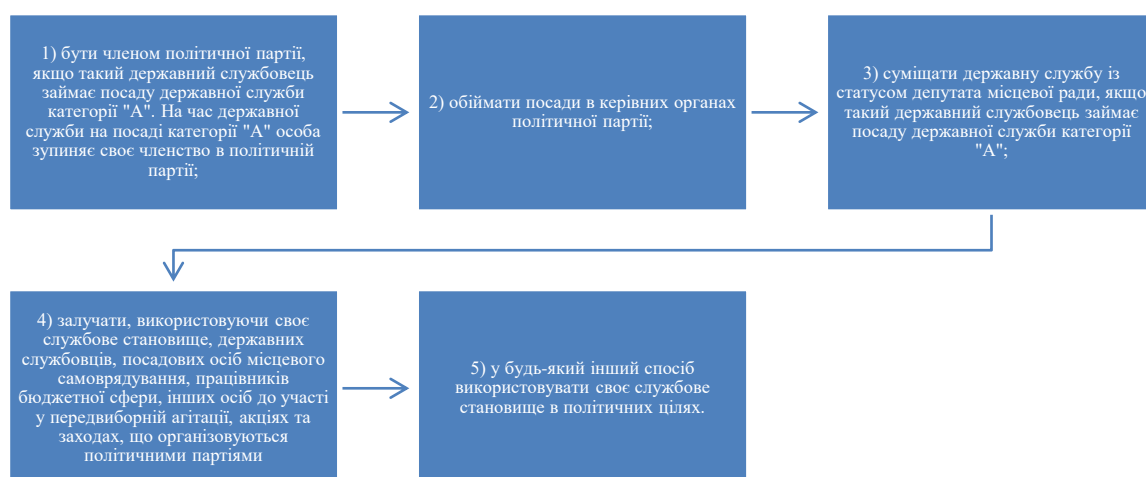 1) бути членом політичної партії,
якщо такий державний службовець
займає посаду державної служби
категорії "А". На час державної
служби на посаді категорії "А" особа
зупиняє своє членство в політичній
партії;
2) обіймати посади в керівних органах
політичної партії;
3) суміщати державну службу із
статусом депутата місцевої ради, якщо
такий державний службовець займає
посаду державної служби категорії
"А";
4) залучати, використовуючи своє
службове становище, державних
службовців, посадових осіб місцевого
самоврядування, працівників
бюджетної сфери, інших осіб до участі
у передвиборній агітації, акціях та
заходах, що організовуються
політичними партіями
5) у будь-який інший спосіб
використовувати своє службове
становище в політичних цілях.